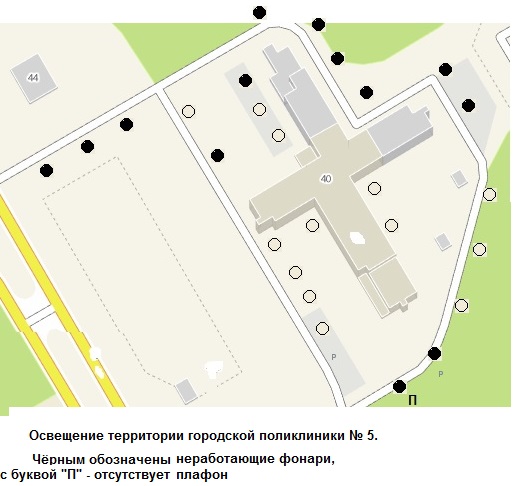 44
40
P
P
П
Освещение территории городской поликлиники № 5.
Чёрным обозначены неработающие фонари,
с буквой "П" - отсутствует плафон